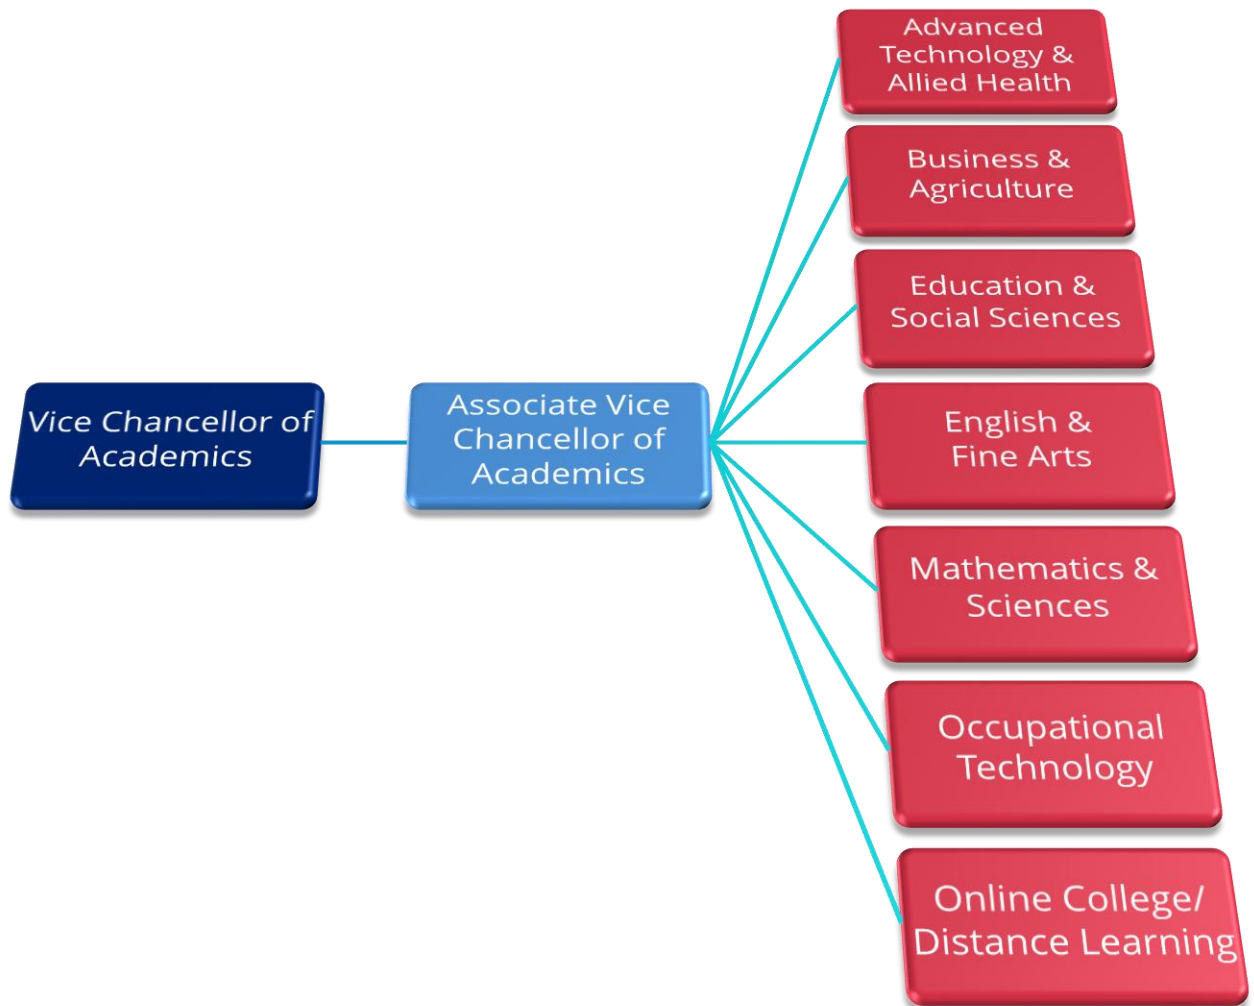 Vice Chancellor of
Academics
Associate Vice
Chancellor of
Academics
Advanced
Technology &
Allied Health
Business &
Agriculture
Education &
Social Sciences
English &
Fine Arts
Mathematics &
Sciences
Occupational
Technology
Online College/
Distance Learning